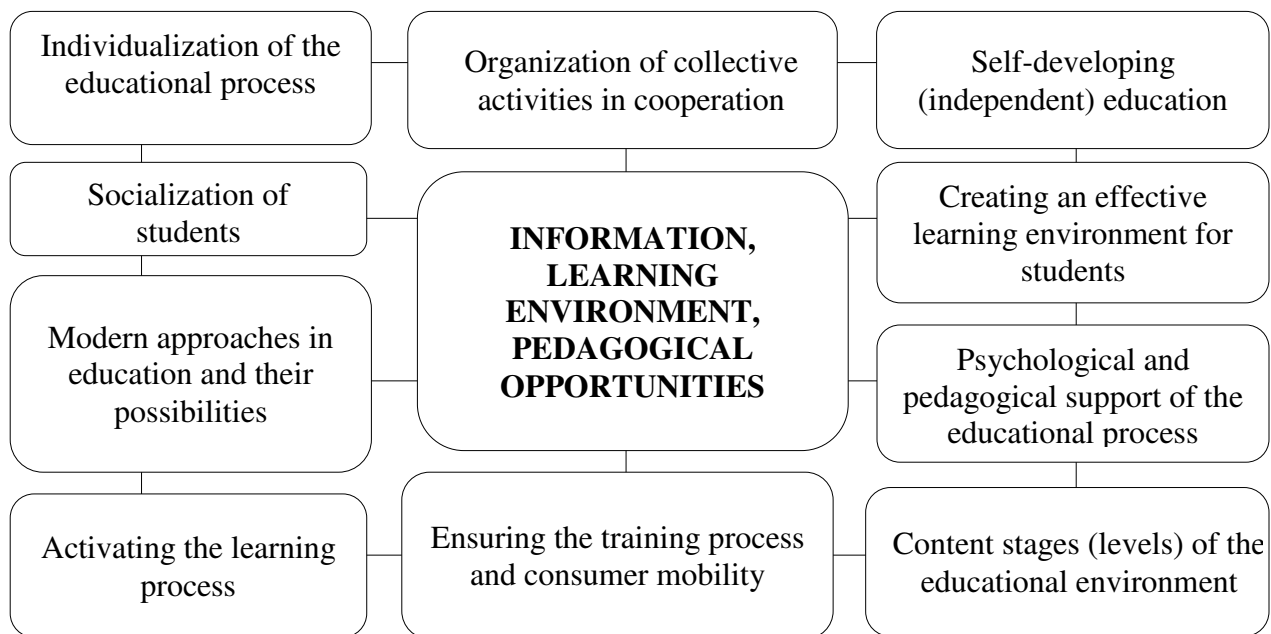 Individualization of the
educational process
Organization of collective
activities in cooperation
Self-developing
(independent) education
Socialization of
students
INFORMATION,
LEARNING
ENVIRONMENT,
PEDAGOGICAL
OPPORTUNITIES
Creating an effective
learning environment for
students
Modern approaches in
education and their
possibilities
Psychological and
pedagogical support of the
educational process
Activating the learning
process
Ensuring the training process
and consumer mobility
Content stages (levels) of the
educational environment